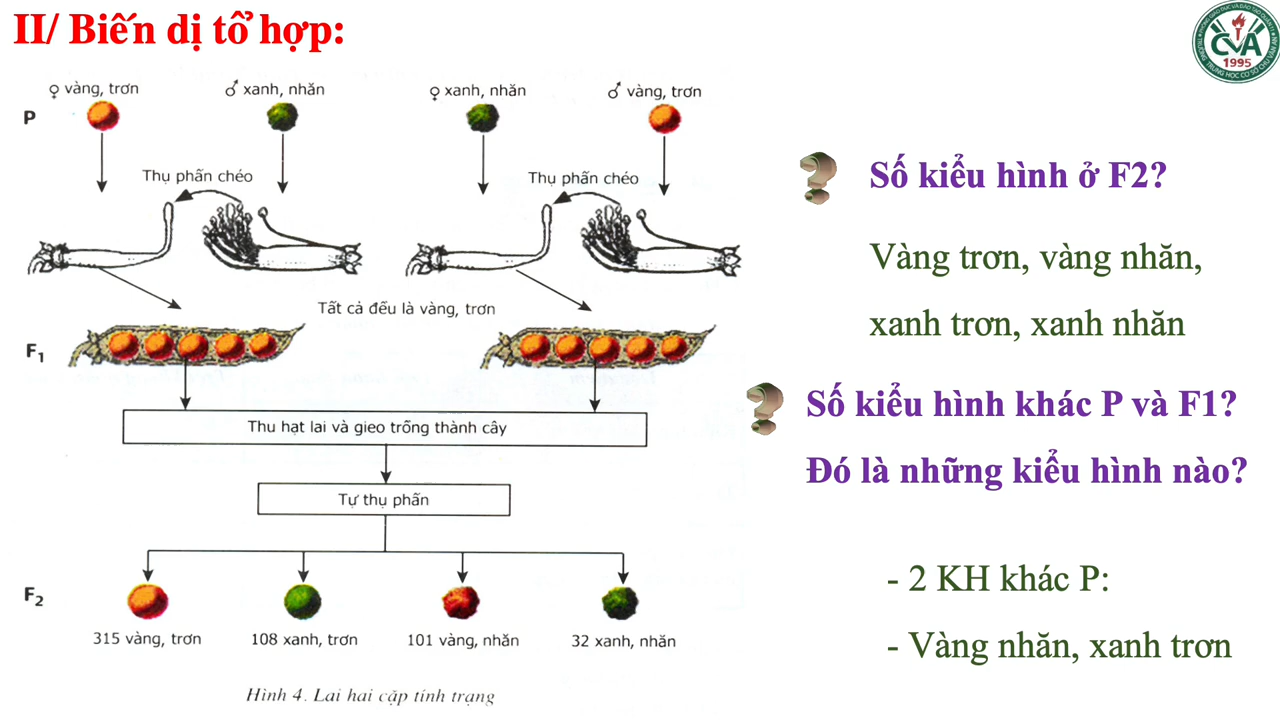 II/ Biến dị tổ hợp:
CVA
1995
♀ vàng, trơn
♂ xanh, nhăn
♀ xanh, nhăn
♂ vàng, trơn
P
Thụ phấn chéo
Thụ phấn chéo
Tất cả đều là vàng, trơn
F1
Thu hạt lai và gieo trồng thành cây
Tự thụ phấn
F2
315 vàng, trơn
108 xanh, trơn
101 vàng, nhăn
32 xanh, nhăn
Hình 4. Lai hai cặp tính trạng
Số kiểu hình ở F2?
Vàng trơn, vàng nhăn,
xanh trơn, xanh nhăn
Số kiểu hình khác P và F1?
Đó là những kiểu hình nào?
- 2 KH khác P:
- Vàng nhăn, xanh trơn